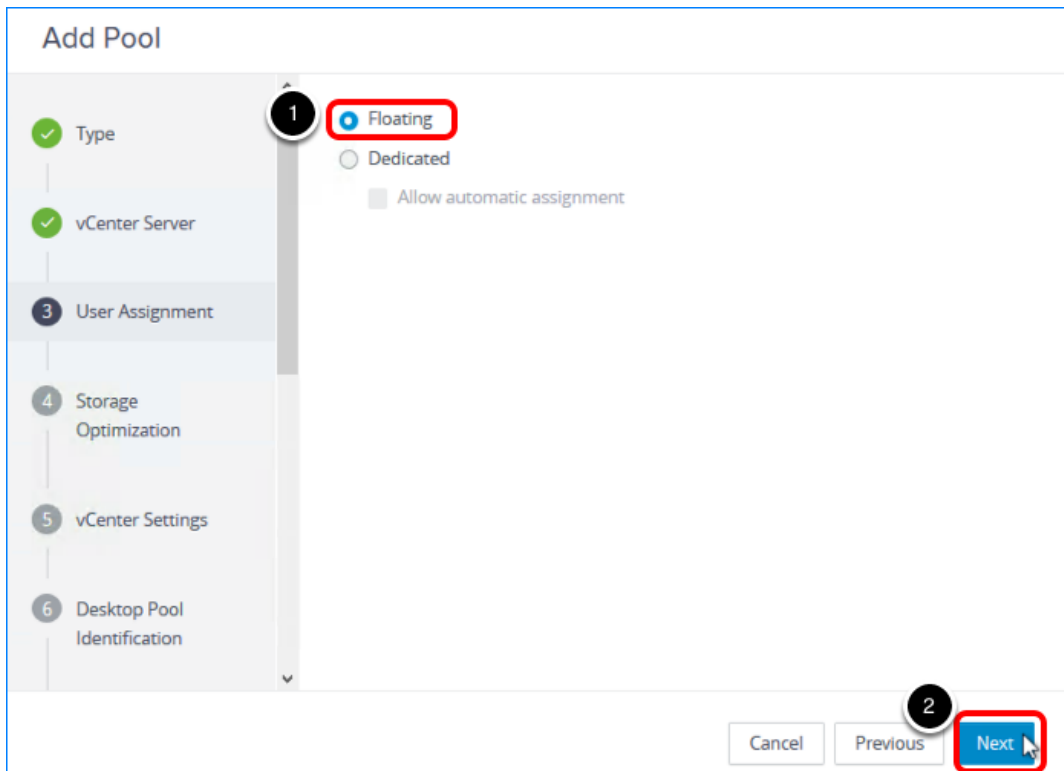 Add Pool
Type
vCenter Server
3 User Assignment
4 Storage
Optimization
5 vCenter Settings
6 Desktop Pool
Identification
1
Floating
Dedicated
Allow automatic assignment
2
Cancel
Previous
Next